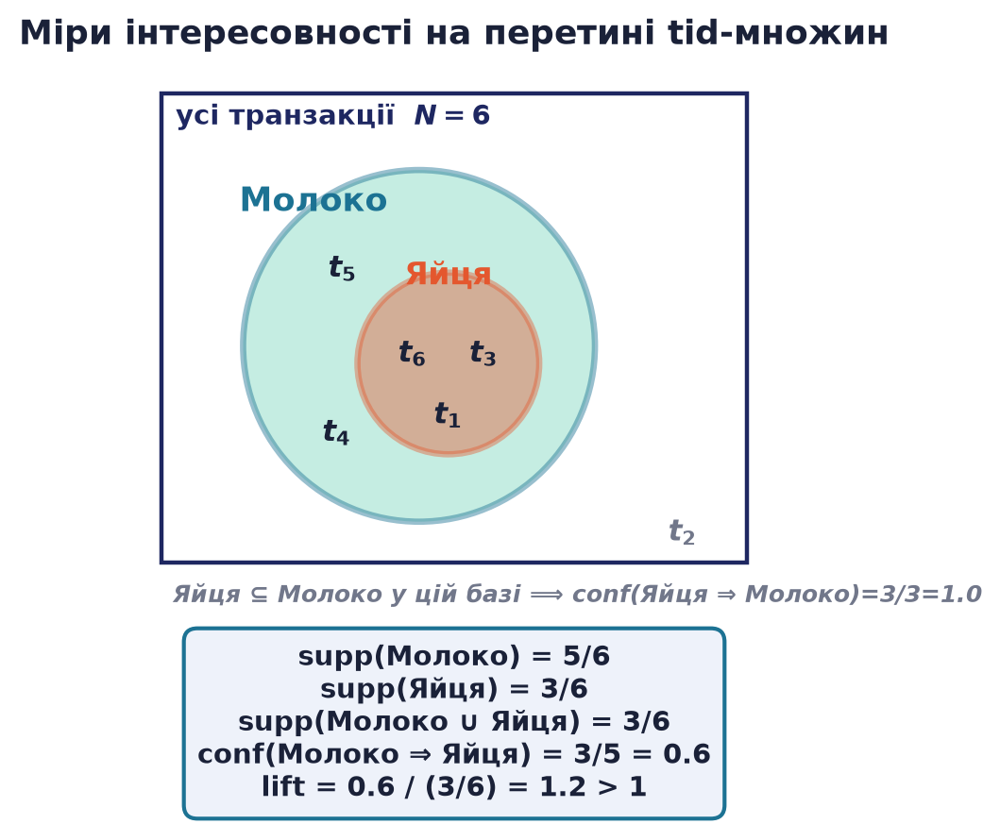 Міри інтересовності на перетині tid-множин
усі транзакції N = 6
Молоко
t₅
Яйця
t₆ t₃
t₁
t₄
t₂
Яйця ⊆ Молоко у цій базі ⟹ conf(Яйця ⇒ Молоко)=3/3=1.0
supp(Молоко) = 5/6
supp(Яйця) = 3/6
supp(Молоко ∪ Яйця) = 3/6
conf(Молоко ⇒ Яйця) = 3/5 = 0.6
lift = 0.6 / (3/6) = 1.2 > 1